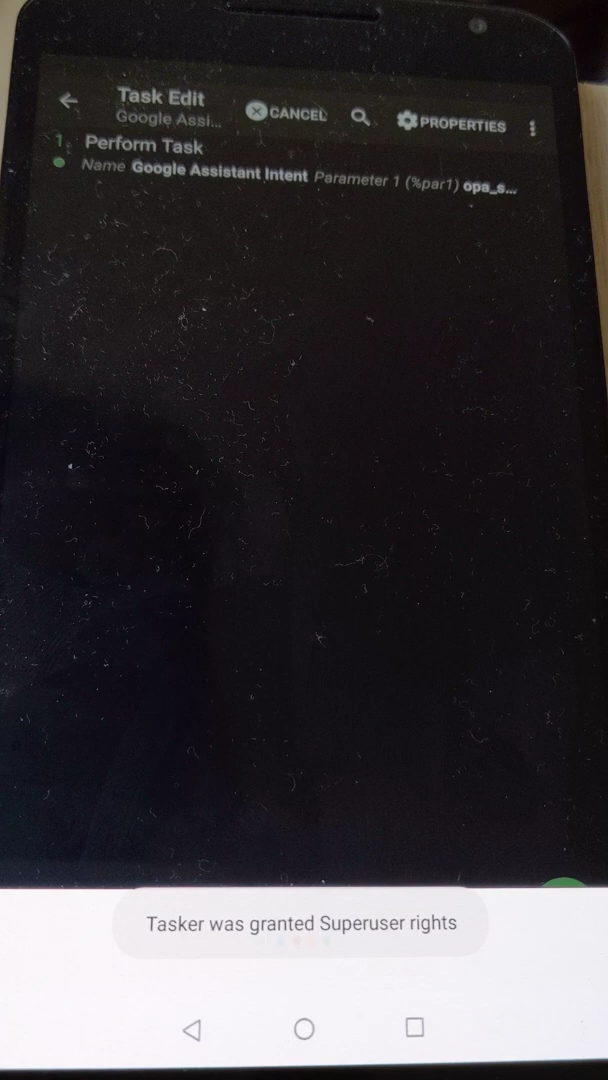 Task Edit
Google Assi...
CANCEL
PROPERTIES
1. Perform Task
Name Google Assistant Intent Parameter 1 (%par1) opa_s...
Tasker was granted Superuser rights